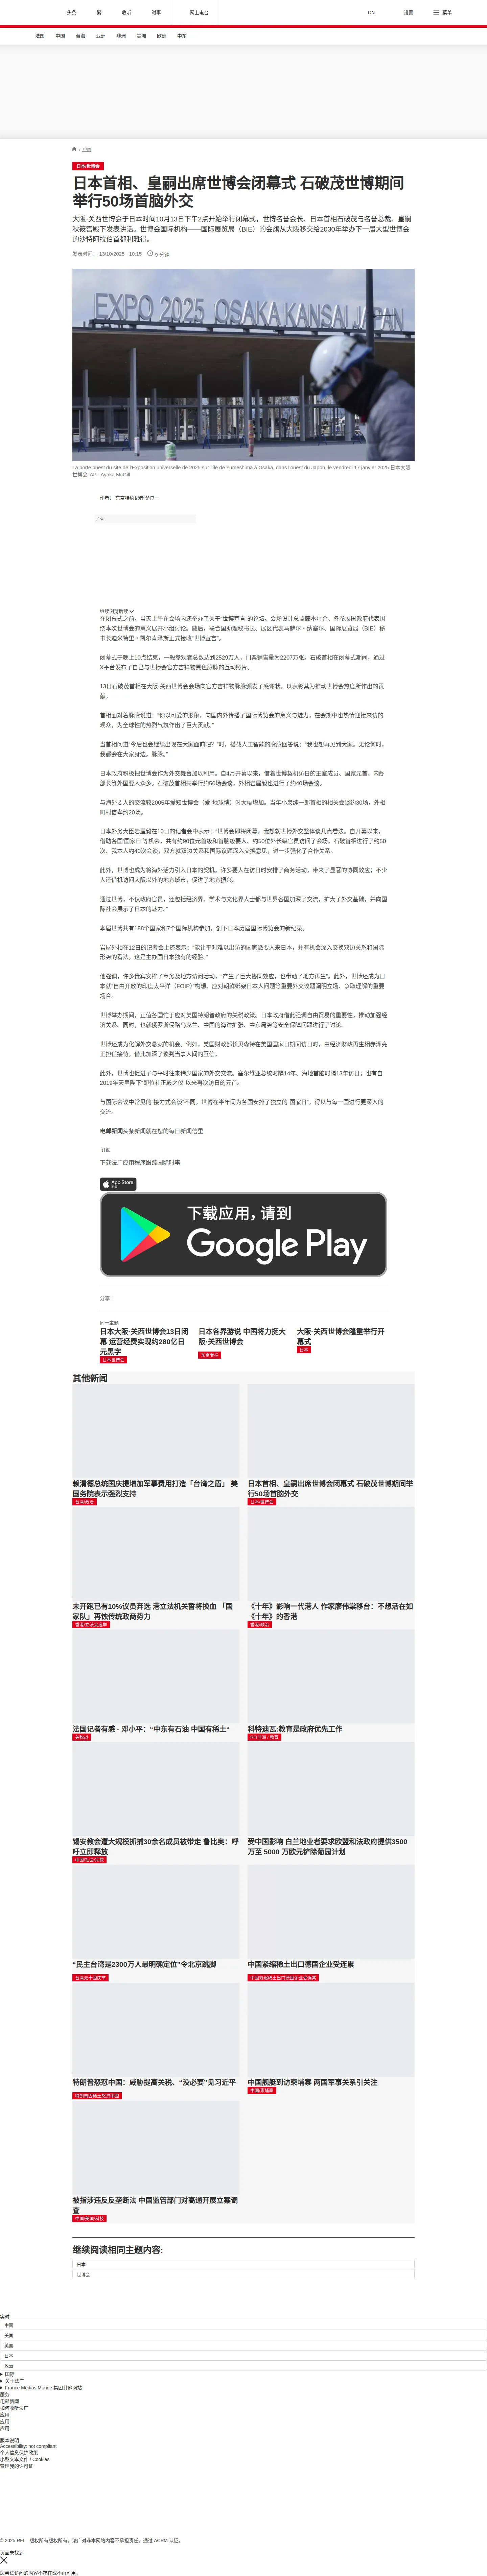 头条
繁
收听
时事
网上电台
CN
设置
菜单
法国
中国
台海
亚洲
非洲
美洲
欧洲
中东
/ 中国
日本/世博会
日本首相、皇嗣出席世博会闭幕式 石破茂世博期间
举行50场首脑外交
大阪·关西世博会于日本时间10月13日下午2点开始举行闭幕式，世博名誉会长、日本首相石破茂与名誉总裁、皇嗣
秋筱宫殿下发表讲话。世博会国际机构——国际展览局（BIE）的会旗从大阪移交给2030年举办下一届大型世博会
的沙特阿拉伯首都利雅得。
发表时间： 13/10/2025 - 10:15
9 分钟
EXPO 2025 OSAKA KANSAI JAPAN
La porte ouest du site de l'Exposition universelle de 2025 sur l'île de Yumeshima à Osaka, dans l'ouest du Japon, le vendredi 17 janvier 2025.日本大阪
世博会 AP - Ayaka McGill
作者： 东京特约记者 楚良一
广告
继续浏览后续
在闭幕式之前，当天上午在会场内还举办了关于“世博宣言”的论坛。会场设计总监藤本壮介、各参展国政府代表围
绕本次世博会的意义展开小组讨论。随后，联合国助理秘书长、展区代表马赫尔・纳塞尔、国际展览局（BIE）秘
书长迪米特里・凯尔肯泽斯正式接收“世博宣言”。
闭幕式于晚上10点结束，一般参观者总数达到2529万人，门票销售量为2207万张。石破首相在闭幕式期间，通过
X平台发布了自己与世博会官方吉祥物黑色脉脉的互动照片。
13日石破茂首相在大阪·关西世博会会场向官方吉祥物脉脉颁发了感谢状，以表彰其为推动世博会热度所作出的贡
献。
首相面对着脉脉说道：“你以可爱的形象，向国内外传播了国际博览会的意义与魅力，在会期中也热情迎接来访的
观众，为全球性的热烈气氛作出了巨大贡献。”
当首相问道“今后也会继续出现在大家面前吧？”时，搭载人工智能的脉脉回答说：“我也想再见到大家。无论何时，
我都会在大家身边。脉脉。”
日本政府积极把世博会作为外交舞台加以利用。自4月开幕以来，借着世博契机访日的王室成员、国家元首、内阁
部长等外国要人众多。石破茂首相共举行约50场会谈，外相岩屋毅也进行了约40场会谈。
与海外要人的交流较2005年爱知世博会（爱·地球博）时大幅增加。当年小泉纯一郎首相的相关会谈约30场，外相
町村信孝约20场。
日本外务大臣岩屋毅在10日的记者会中表示：“世博会即将闭幕，我想就世博外交整体谈几点看法。自开幕以来，
借助各国‘国家日’等机会，共有约90位元首级和首脑级要人、约50位外长级官员访问了会场。石破首相进行了约50
次、我本人约40次会谈，双方就双边关系和国际议题深入交换意见，进一步强化了合作关系。
此外，世博也成为将海外活力引入日本的契机。许多要人在访日时安排了商务活动，带来了显著的协同效应；不少
人还借机访问大阪以外的地方城市，促进了地方振兴。
通过世博，不仅政府官员，还包括经济界、学术与文化界人士都与世界各国加深了交流，扩大了外交基础，并向国
际社会展示了日本的魅力。”
本届世博共有158个国家和7个国际机构参加，创下日本历届国际博览会的新纪录。
岩屋外相在12日的记者会上还表示：“能让平时难以出访的国家派要人来日本，并有机会深入交换双边关系和国际
形势的看法，这是主办国日本独有的经验。”
他强调，许多贵宾安排了商务及地方访问活动，“产生了巨大协同效应，也带动了地方再生”。此外，世博还成为日
本就“自由开放的印度太平洋（FOIP）”构想、应对朝鲜绑架日本人问题等重要外交议题阐明立场、争取理解的重要
场合。
世博举办期间，正值各国忙于应对美国特朗普政府的关税政策。日本政府借此强调自由贸易的重要性，推动加强经
济关系。同时，也就俄罗斯侵略乌克兰、中国的海洋扩张、中东局势等安全保障问题进行了讨论。
世博还成为化解外交悬案的机会。例如，美国财政部长贝森特在美国国家日期间访日时，由经济财政再生相赤泽亮
正担任接待，借此加深了谈判当事人间的互信。
此外，世博也促进了与平时往来稀少国家的外交交流。塞尔维亚总统时隔14年、海地首脑时隔13年访日；也有自
2019年天皇陛下“即位礼正殿之仪”以来再次访日的元首。
与国际会议中常见的“接力式会谈”不同，世博在半年间为各国安排了独立的“国家日”，得以与每一国进行更深入的
交流。
电邮新闻头条新闻就在您的每日新闻信里
订阅
下载法广应用程序跟踪国际时事
App Store
下载
下载应用，请到
Google Play
分享 :
同一主题
日本大阪·关西世博会13日闭
幕 运营经费实现约280亿日
元黑字
日本世博会
日本各界游说 中国将力挺大
阪·关西世博会
东京专栏
大阪·关西世博会隆重举行开
幕式
日本
其他新闻
赖清德总统国庆提增加军事费用打造「台湾之盾」 美
国务院表示强烈支持
台湾/政治
日本首相、皇嗣出席世博会闭幕式 石破茂世博期间举
行50场首脑外交
日本/世博会
未开跑已有10%议员弃选 港立法机关誓将换血 「国
家队」再蚀传统政商势力
香港/立法会选举
《十年》影响一代港人 作家廖伟棠移台：不想活在如
《十年》的香港
香港/政治
法国记者有感 - 邓小平：“中东有石油 中国有稀土“
关税战
科特迪瓦:教育是政府优先工作
RFI非洲 / 教育
锡安教会遭大规模抓捕30余名成员被带走 鲁比奥：呼
吁立即释放
中国/社会/宗教
受中国影响 白兰地业者要求欧盟和法政府提供3500
万至 5000 万欧元铲除葡园计划
“民主台湾是2300万人最明确定位”令北京跳脚
台湾双十国庆节
中国紧缩稀土出口德国企业受连累
中国紧缩稀土出口德国企业受连累
特朗普怒怼中国：威胁提高关税、“没必要”见习近平
特朗普因稀土怒怼中国
中国舰艇到访柬埔寨 两国军事关系引关注
中国/柬埔寨
被指涉违反反垄断法 中国监管部门对高通开展立案调
查
中国/美国/科技
继续阅读相同主题内容:
日本
世博会
实时
中国
美国
英国
日本
政治
国际
关于法广
France Médias Monde 集团其他网站
服务
电邮新闻
如何收听法广
应用
应用
应用
版本说明
Accessibility: not compliant
个人信息保护政策
小型文本文件 / Cookies
管理我的许可证
© 2025 RFI – 版权所有版权所有。法广对非本网站内容不承担责任。通过 ACPM 认证。
页面未找到
您尝试访问的内容不存在或不再可用。